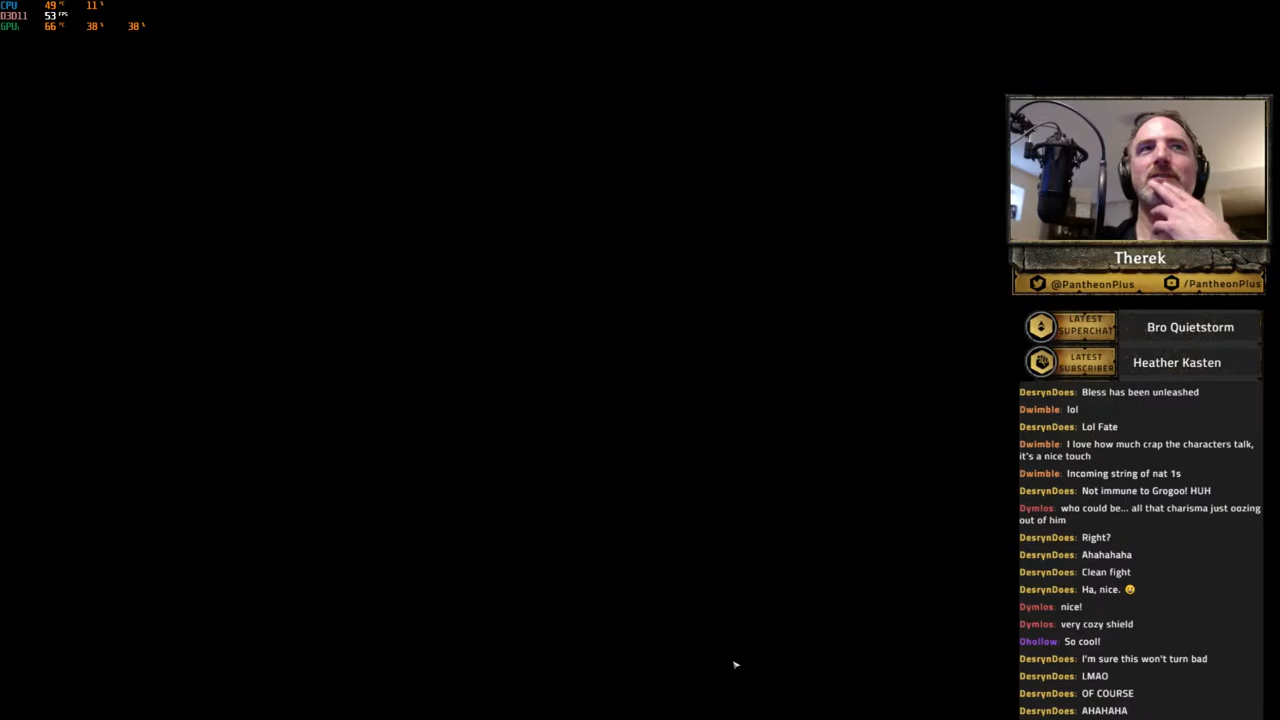 CPU 49 °C 11 %
D3D11 53 FPS
GPU 66 °C 38 % 38 %
Therek
@PantheonPlus /PantheonPlus
LATEST SUPERCHAT Bro Quietstorm
LATEST SUBSCRIBER Heather Kasten
DesrynDoes: Bless has been unleashed
Dwimble: lol
DesrynDoes: Lol Fate
Dwimble: I love how much crap the characters talk,
it's a nice touch
Dwimble: Incoming string of nat 1s
DesrynDoes: Not immune to Grogoo! HUH
Dymlos: who could be... all that charisma just oozing
out of him
DesrynDoes: Right?
DesrynDoes: Ahahahaha
DesrynDoes: Clean fight
DesrynDoes: Ha, nice. 🙂
Dymlos: nice!
Dymlos: very cozy shield
Ohollow: So cool!
DesrynDoes: I'm sure this won't turn bad
DesrynDoes: LMAO
DesrynDoes: OF COURSE
DesrynDoes: AHAHAHA